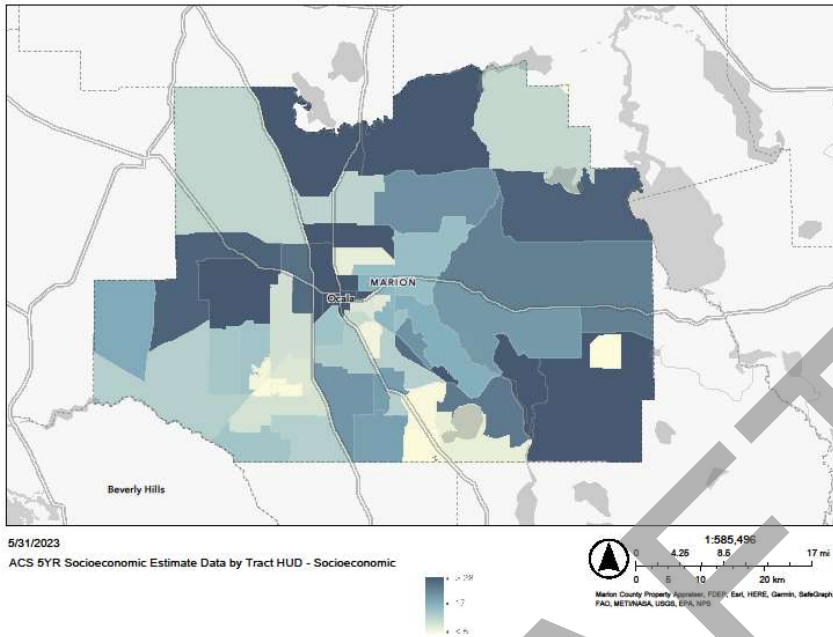 MARION
Ocala
Beverly Hills
5/31/2023
ACS 5YR Socioeconomic Estimate Data by Tract HUD - Socioeconomic
> 28
17
< 6
1:585,496
0 4.25 8.5 17 mi
0 5 10 20 km
Marion County Property Appraiser, FDEP, Esri, HERE, Garmin, SafeGraph,
FAO, METI/NASA, USGS, EPA, NPS